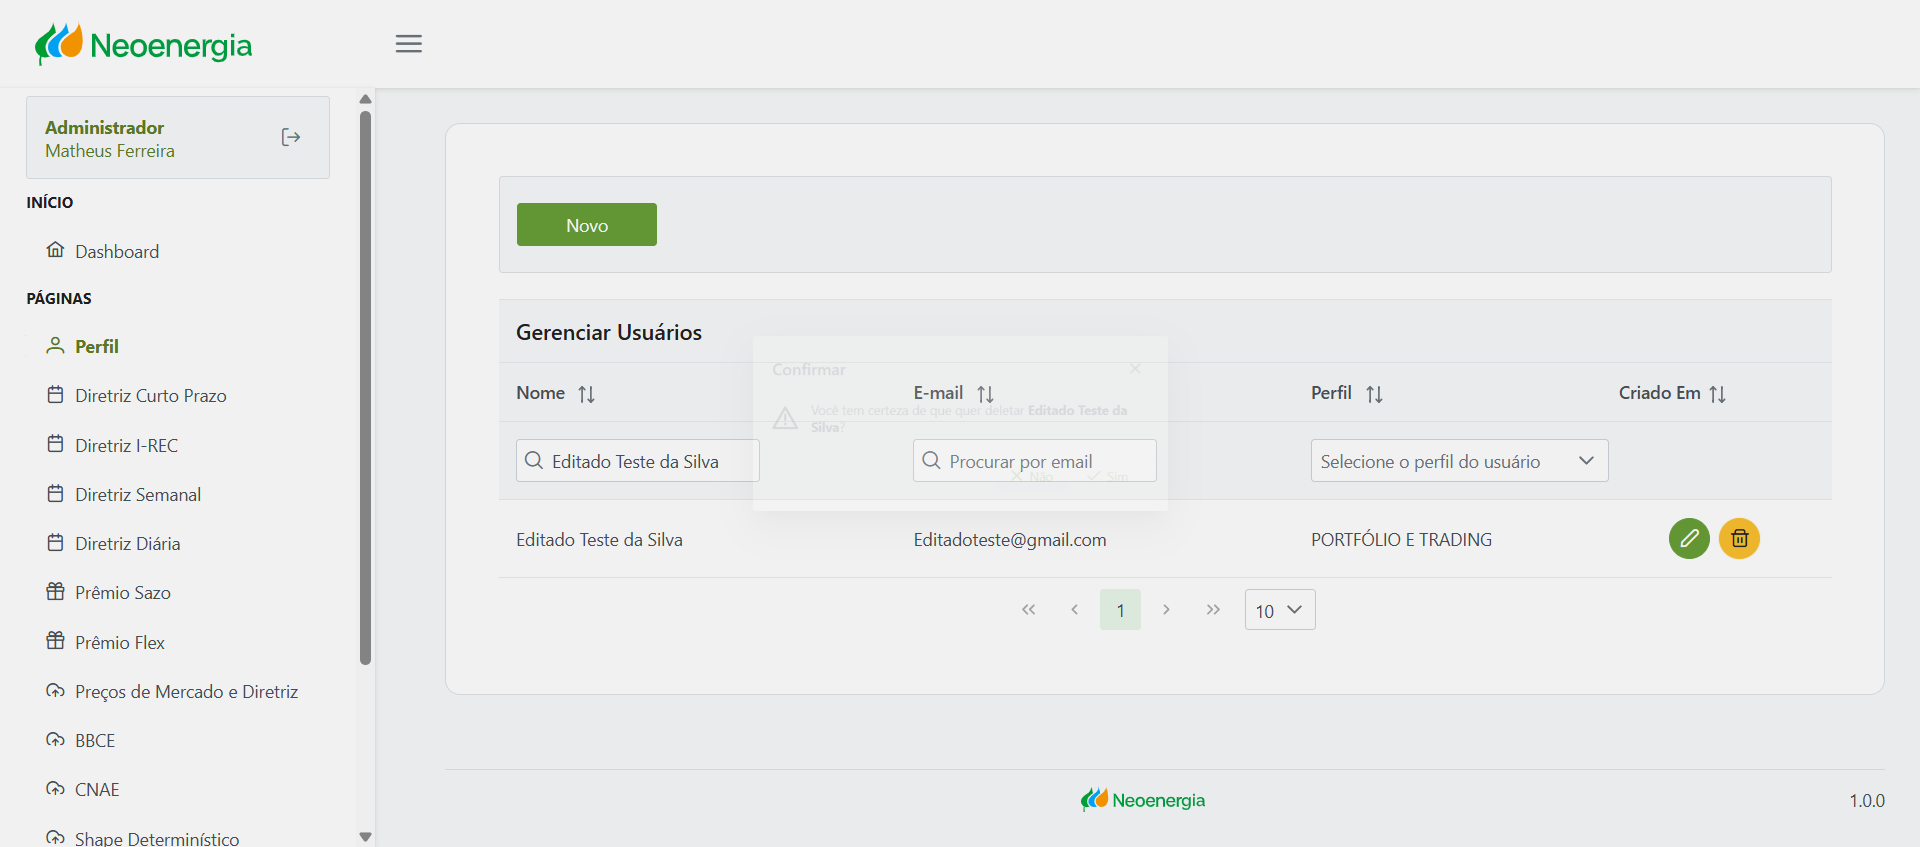 Neoenergia
Administrador
Matheus Ferreira
INÍCIO
Dashboard
PÁGINAS
Perfil
Diretriz Curto Prazo
Diretriz I-REC
Diretriz Semanal
Diretriz Diária
Prêmio Sazo
Prêmio Flex
Preços de Mercado e Diretriz
BBCE
CNAE
Shape Determinístico
Novo
Gerenciar Usuários
Nome
E-mail
Perfil
Criado Em
Editado Teste da Silva
Procurar por email
Selecione o perfil do usuário
Confirmar
Você tem certeza de que quer deletar Editado Teste da
Silva?
Não
Sim
Editado Teste da Silva
Editadoteste@gmail.com
PORTFÓLIO E TRADING
1
10
Neoenergia
1.0.0